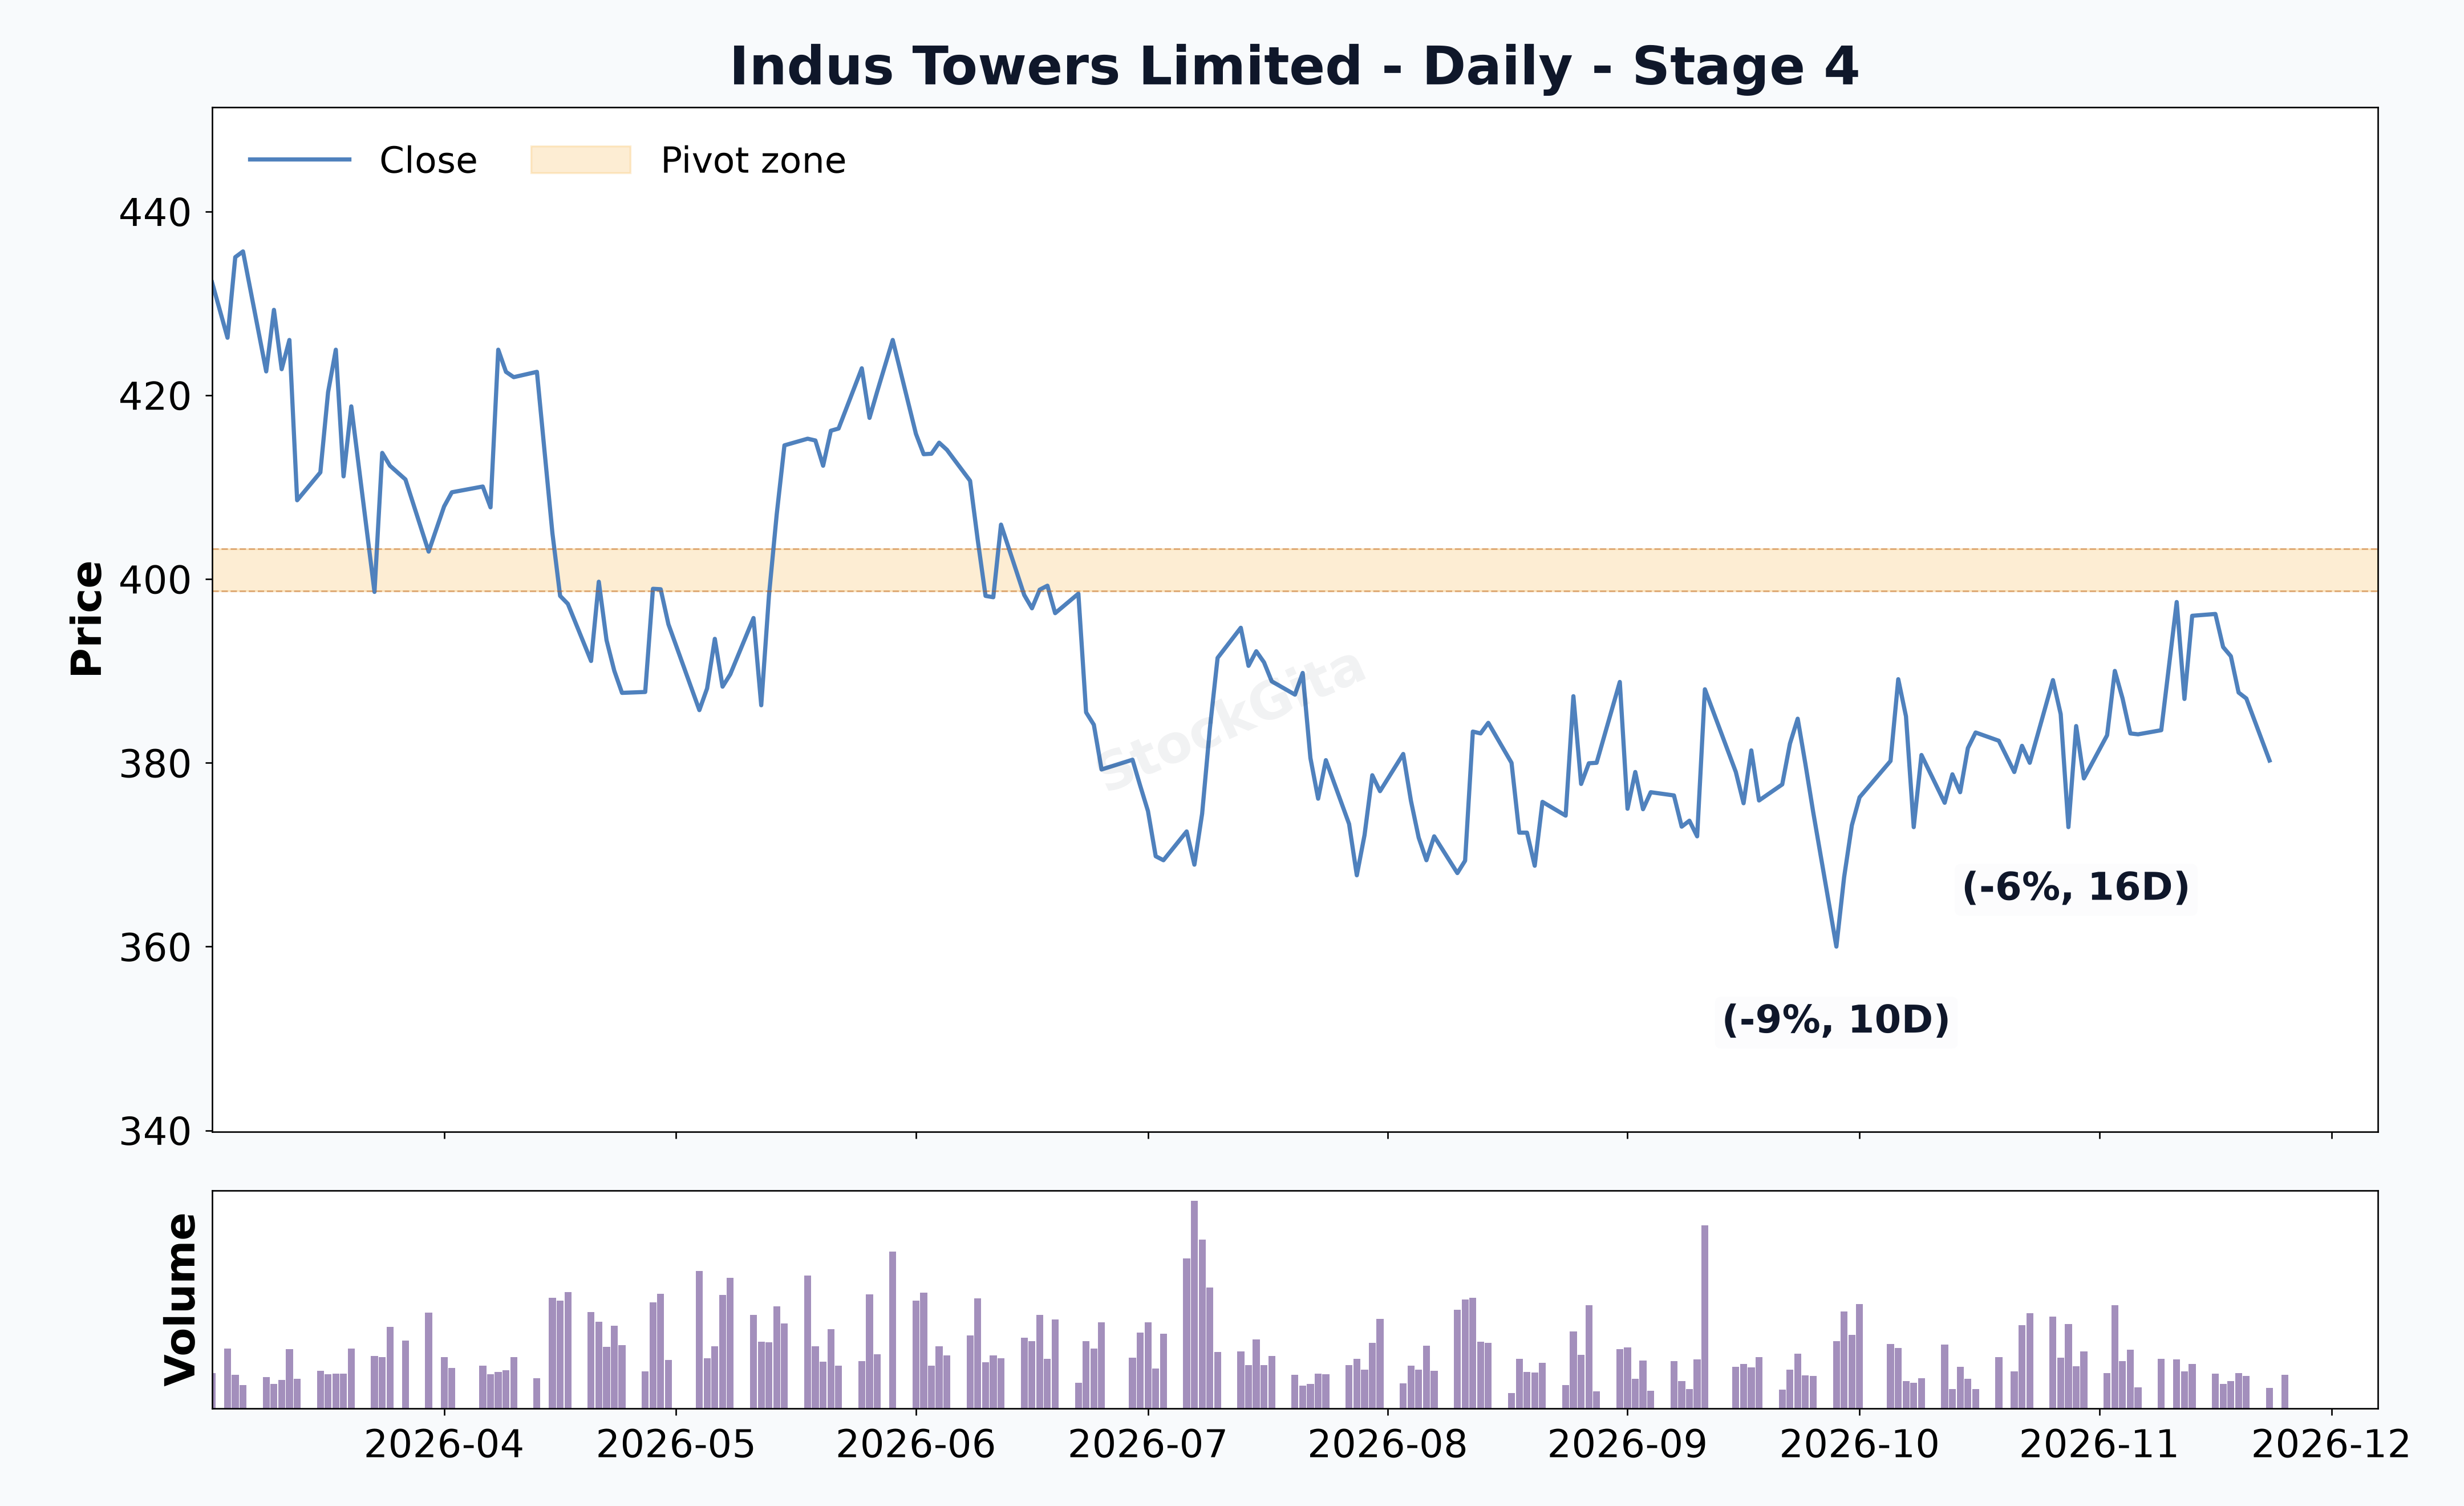 Indus Towers Limited - Daily - Stage 4
Close
Pivot zone
Price
440
420
400
380
360
340
StockGita
(-6%, 16D)
(-9%, 10D)
Volume
2026-04
2026-05
2026-06
2026-07
2026-08
2026-09
2026-10
2026-11
2026-12